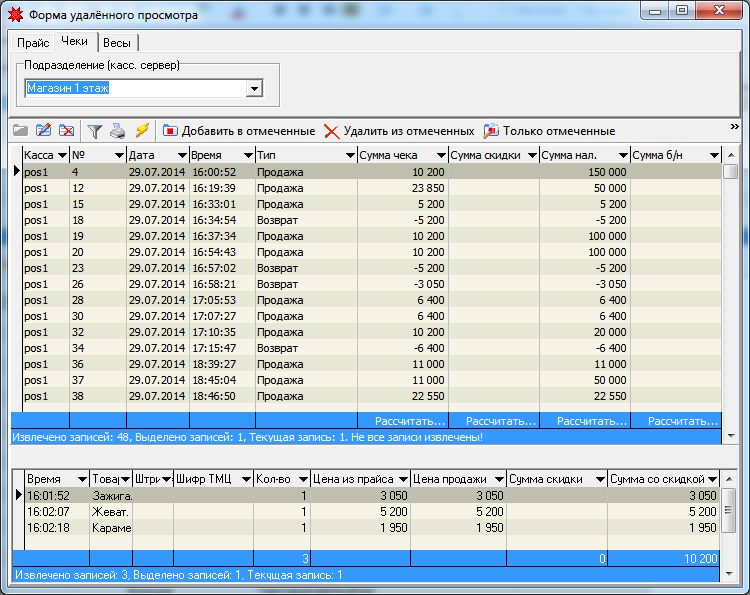 Форма удалённого просмотра
Прайс Чеки Весы
Подразделение (касс. сервер)
Магазин 1 этаж
Добавить в отмеченные Удалить из отмеченных Только отмеченные »
Касса № Дата Время Тип Сумма чека Сумма скидки Сумма нал. Сумма б/н
pos1 4 29.07.2014 16:00:52 Продажа 10 200 150 000
pos1 12 29.07.2014 16:19:39 Продажа 23 850 50 000
pos1 15 29.07.2014 16:33:01 Продажа 5 200 5 200
pos1 18 29.07.2014 16:34:54 Возврат -5 200 -5 200
pos1 19 29.07.2014 16:37:34 Продажа 10 200 100 000
pos1 20 29.07.2014 16:54:43 Продажа 10 200 100 000
pos1 23 29.07.2014 16:57:02 Возврат -5 200 -5 200
pos1 26 29.07.2014 16:58:21 Возврат -3 050 -3 050
pos1 28 29.07.2014 17:05:53 Продажа 6 400 6 400
pos1 30 29.07.2014 17:07:27 Продажа 6 400 6 400
pos1 32 29.07.2014 17:10:35 Продажа 10 200 20 000
pos1 34 29.07.2014 17:15:47 Возврат -6 400 -6 400
pos1 36 29.07.2014 18:39:27 Продажа 11 000 11 000
pos1 37 29.07.2014 18:45:04 Продажа 11 000 50 000
pos1 38 29.07.2014 18:46:50 Продажа 22 550 22 550
Рассчитать... Рассчитать... Рассчитать... Рассчитать...
Извлечено записей: 48, Выделено записей: 1, Текущая запись: 1. Не все записи извлечены!
Время Товар Штри Шифр ТМЦ Кол-во Цена из прайса Цена продажи Сумма скидки Сумма со скидкой
16:01:52 Зажига. 1 3 050 3 050 3 050
16:02:07 Жеват. 1 5 200 5 200 5 200
16:02:18 Караме 1 1 950 1 950 1 950
3 0 10 200
Извлечено записей: 3, Выделено записей: 1, Текущая запись: 1